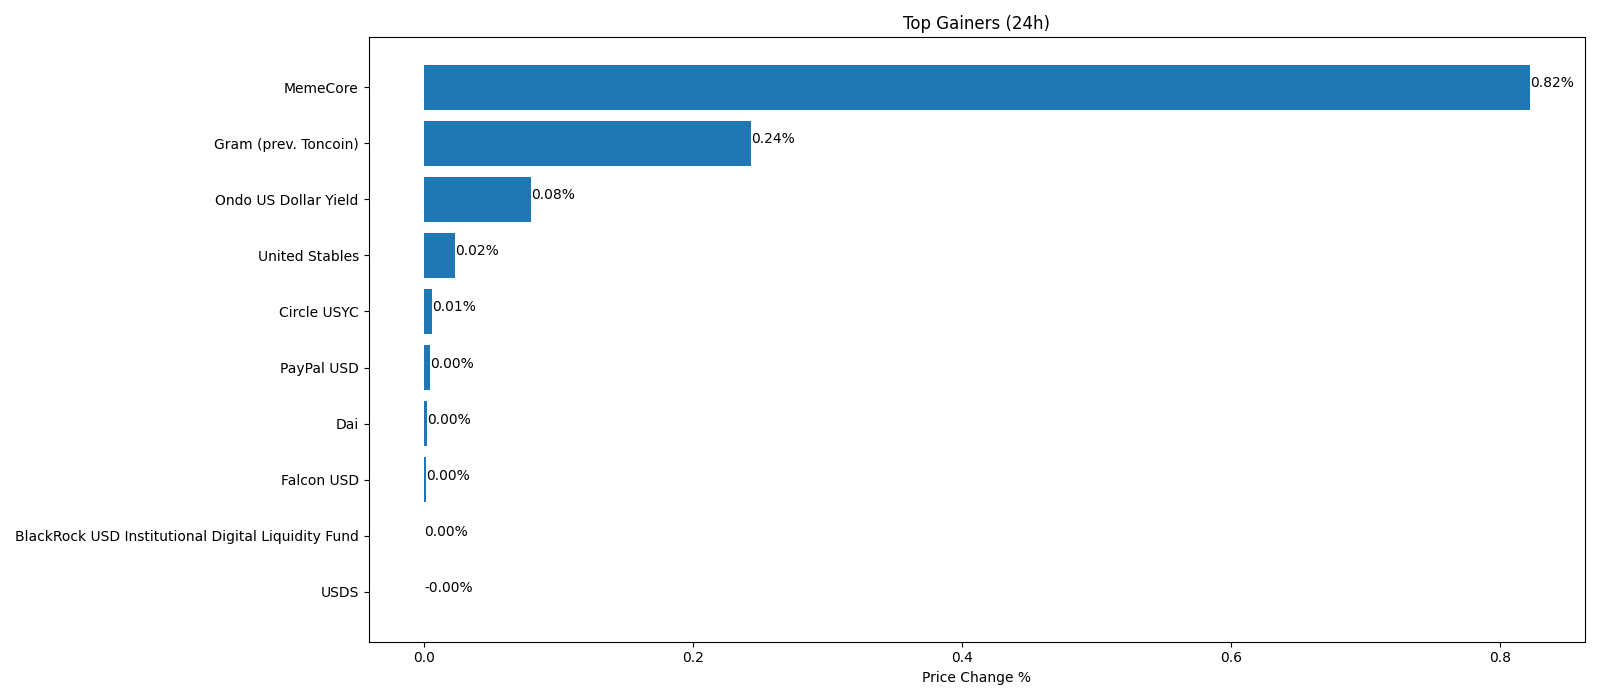 Top Gainers (24h)
MemeCore 0.82%
Gram (prev. Toncoin) 0.24%
Ondo US Dollar Yield 0.08%
United Stables 0.02%
Circle USYC 0.01%
PayPal USD 0.00%
Dai 0.00%
Falcon USD 0.00%
BlackRock USD Institutional Digital Liquidity Fund 0.00%
USDS -0.00%
0.0 0.2 0.4 0.6 0.8
Price Change %